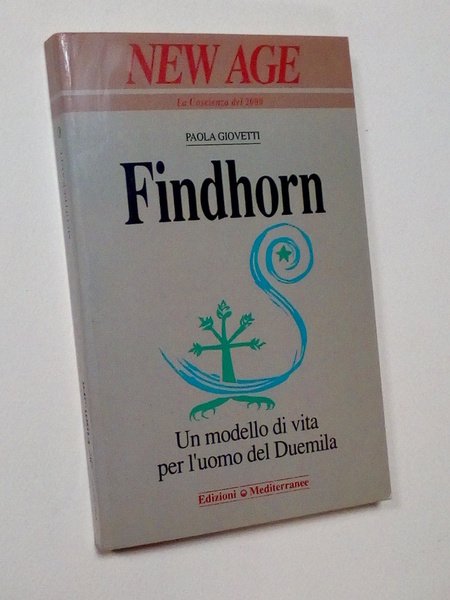 NEW AGE
La Coscienza del 2000
PAOLA GIOVETTI
Findhorn
Un modello di vita
per l'uomo del Duemila
Edizioni Mediterranee